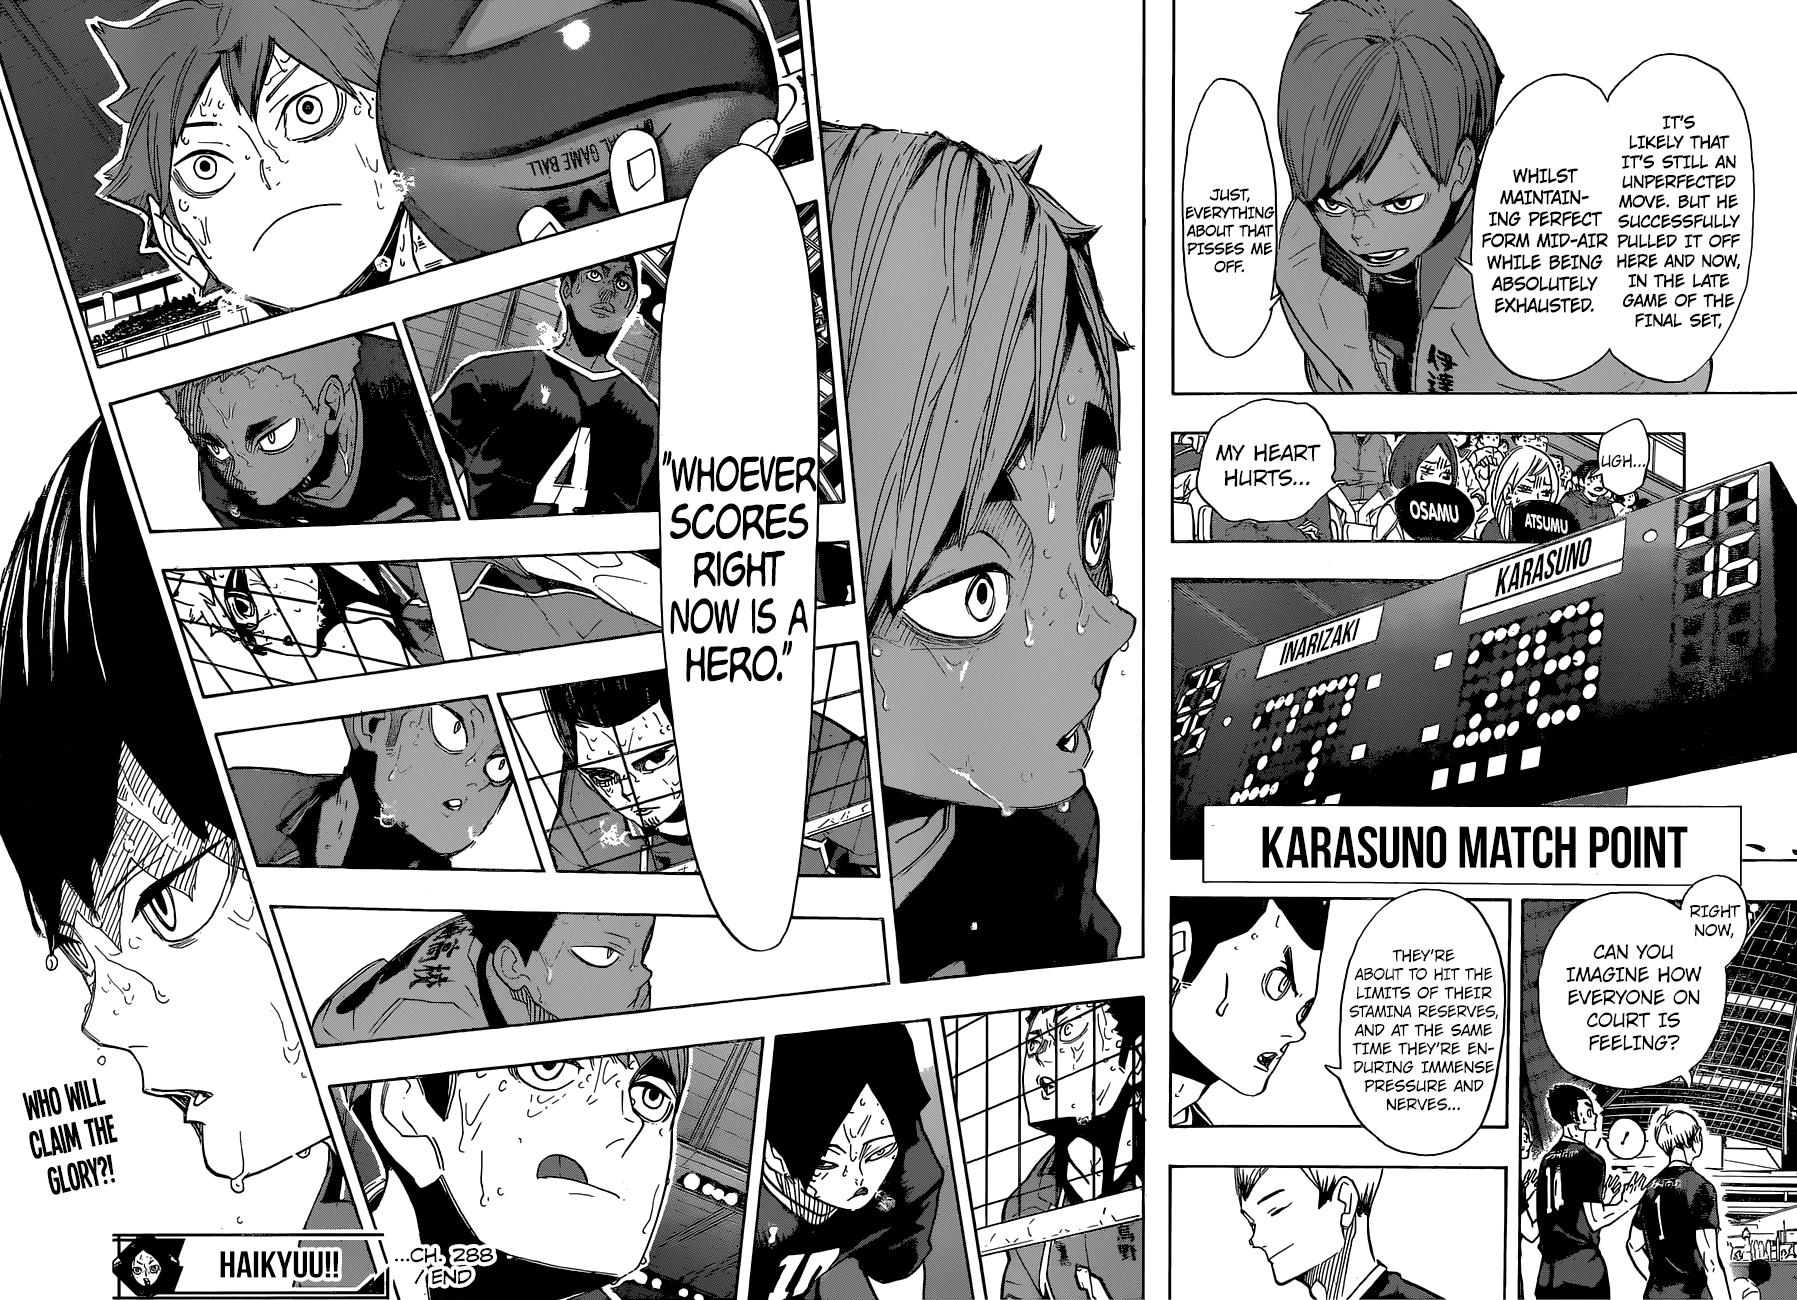 IT'S
LIKELY THAT
IT'S STILL AN
UNPERFECTED
MOVE. BUT HE
SUCCESSFULLY
PULLED IT OFF
HERE AND NOW,
IN THE LATE
GAME OF THE
FINAL SET,
WHILST
MAINTAIN-
ING PERFECT
FORM MID-AIR
WHILE BEING
ABSOLUTELY
EXHAUSTED.
JUST,
EVERYTHING
ABOUT THAT
PISSES ME
OFF.
UGH...
MY HEART
HURTS...
OSAMU
ATSUMU
KARASUNO
INARIZAKI
KARASUNO MATCH POINT
RIGHT
NOW,
CAN YOU
IMAGINE HOW
EVERYONE ON
COURT IS
FEELING?
THEY'RE
ABOUT TO HIT THE
LIMITS OF THEIR
STAMINA RESERVES,
AND AT THE SAME
TIME THEY'RE EN-
DURING IMMENSE
PRESSURE AND
NERVES...
GAME BALL
"WHOEVER
SCORES
RIGHT
NOW IS A
HERO."
4
10
WHO WILL
CLAIM THE
GLORY?!
HAIKYUU!!
...CH. 288
/ END